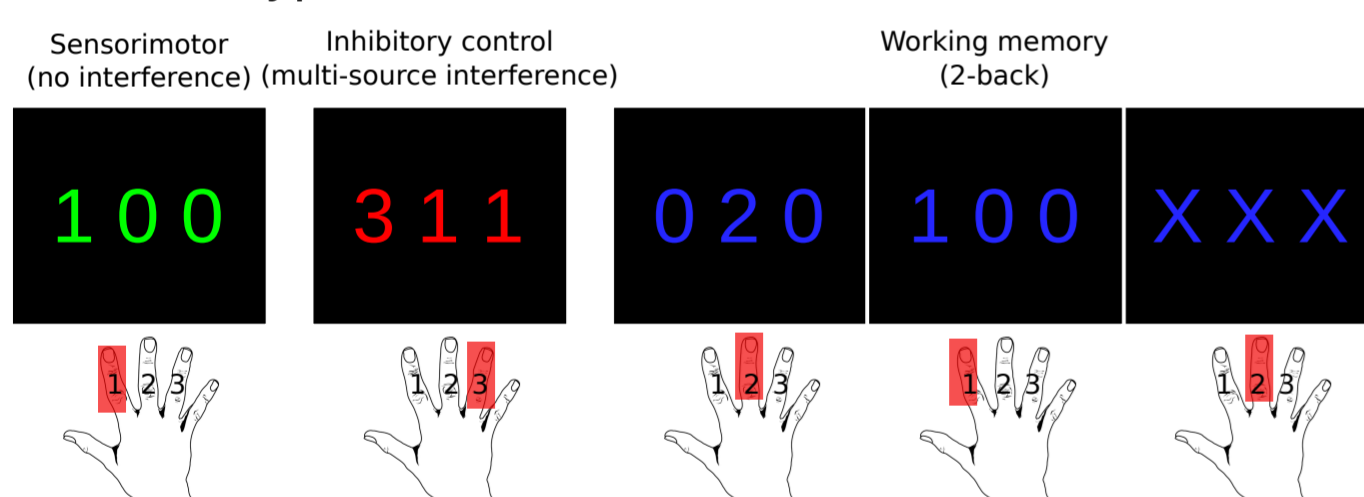 Sensorimotor
(no interference)
Inhibitory control
(multi-source interference)
Working memory
(2-back)
1 0 0
3 1 1
0 2 0
1 0 0
X X X
1 2 3
1 2 3
1 2 3
1 2 3
1 2 3